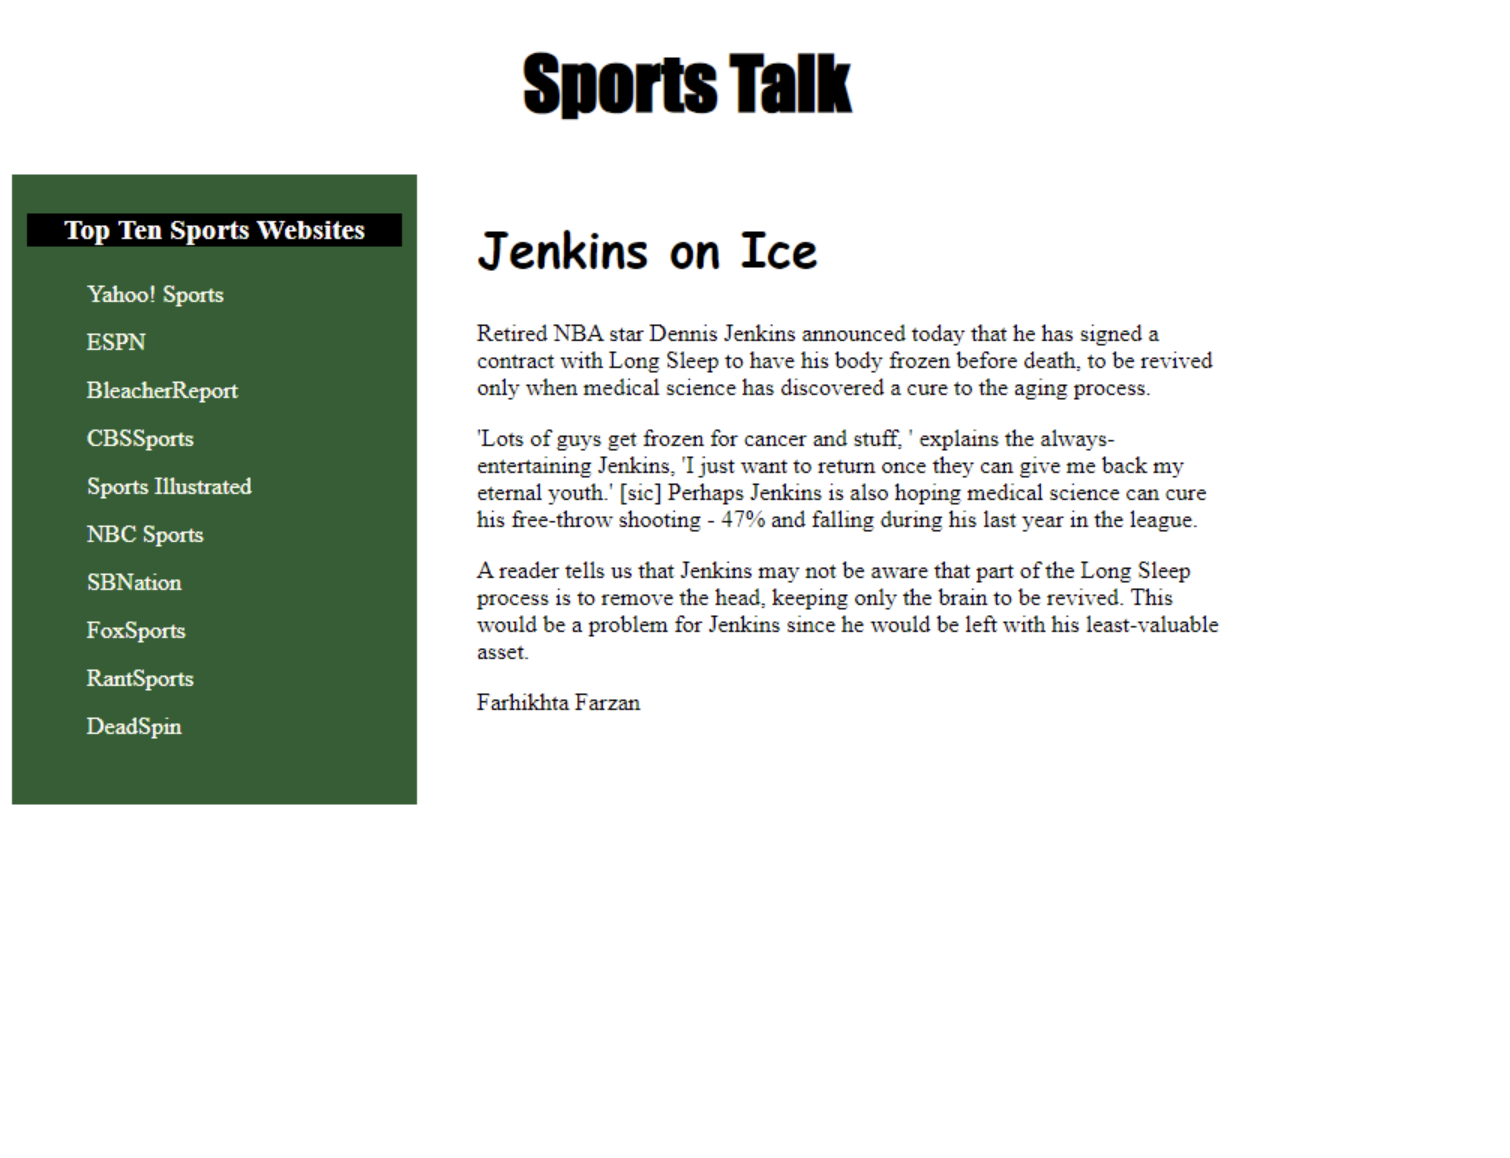 Sports Talk
Top Ten Sports Websites
Yahoo! Sports
ESPN
BleacherReport
CBSSports
Sports Illustrated
NBC Sports
SBNation
FoxSports
RantSports
DeadSpin
Jenkins on Ice
Retired NBA star Dennis Jenkins announced today that he has signed a
contract with Long Sleep to have his body frozen before death, to be revived
only when medical science has discovered a cure to the aging process.
'Lots of guys get frozen for cancer and stuff, ' explains the always-
entertaining Jenkins, 'I just want to return once they can give me back my
eternal youth.' [sic] Perhaps Jenkins is also hoping medical science can cure
his free-throw shooting - 47% and falling during his last year in the league.
A reader tells us that Jenkins may not be aware that part of the Long Sleep
process is to remove the head, keeping only the brain to be revived. This
would be a problem for Jenkins since he would be left with his least-valuable
asset.
Farhikhta Farzan